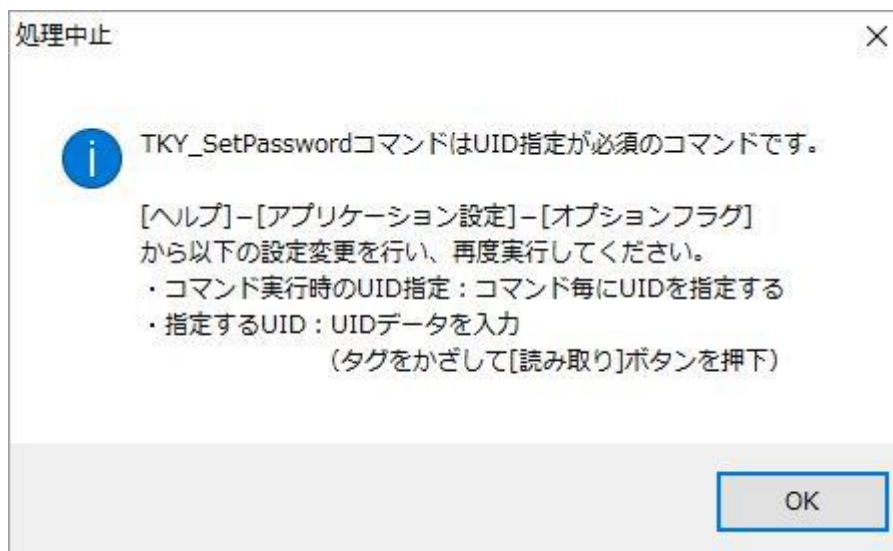 処理中止
TKY_SetPasswordコマンドはUID指定が必須のコマンドです。
[ヘルプ]−[アプリケーション設定]−[オプションフラグ]
から以下の設定変更を行い、再度実行してください。
・コマンド実行時のUID指定：コマンド毎にUIDを指定する
・指定するUID：UIDデータを入力
（タグをかざして[読み取り]ボタンを押下）
OK